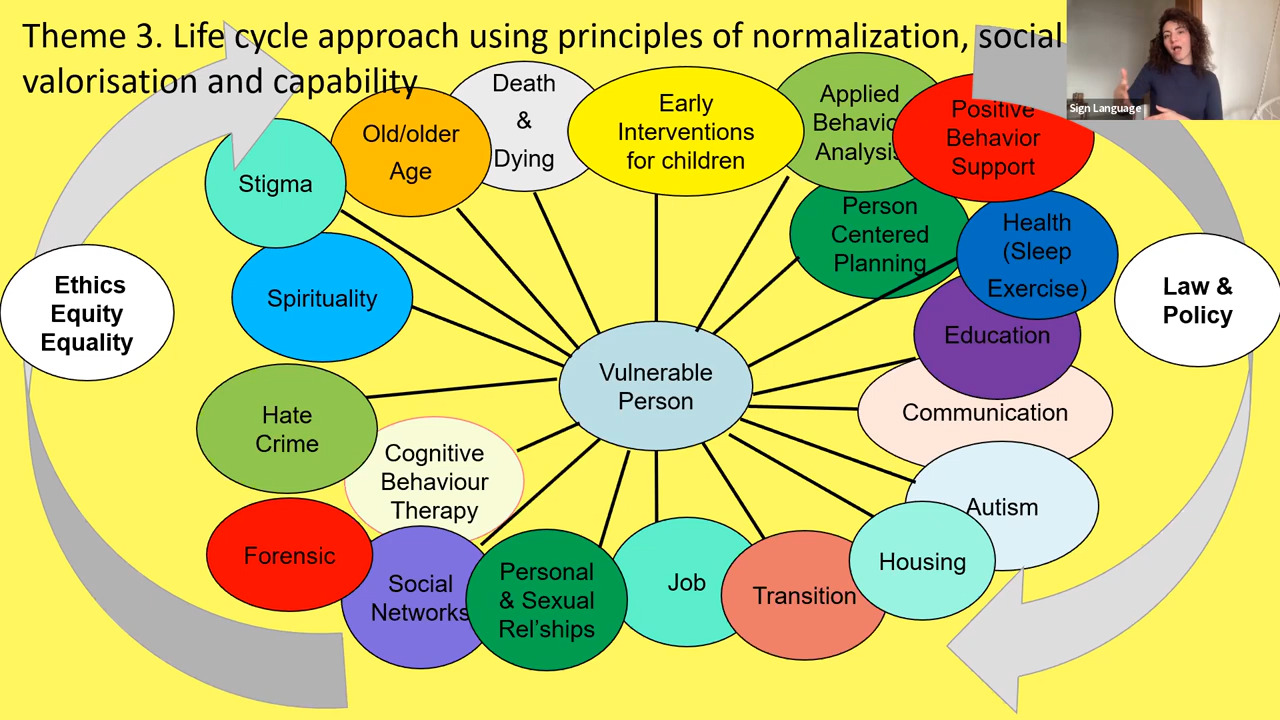 Theme 3. Life cycle approach using principles of normalization, social
valorisation and capability
Sign Language
Death
&
Dying
Early
Interventions
for children
Applied
Behavior
Analysis
Positive
Behavior
Support
Old/older
Age
Stigma
Person
Centered
Planning
Health
(Sleep
Exercise)
Ethics
Equity
Equality
Spirituality
Law &
Policy
Education
Vulnerable
Person
Communication
Hate
Crime
Cognitive
Behaviour
Therapy
Autism
Forensic
Social
Networks
Personal
& Sexual
Rel'ships
Job
Transition
Housing